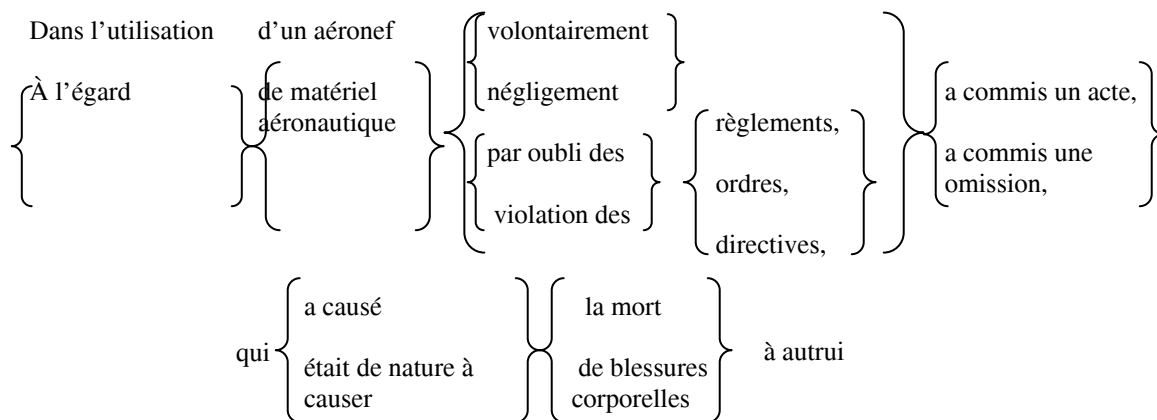 Dans l’utilisation d’un aéronef volontairement
À l’égard de matériel négligement a commis un acte,
aéronautique règlements,
par oubli des a commis une
ordres, omission,
violation des
directives,
a causé la mort
qui à autrui
était de nature à de blessures
causer corporelles